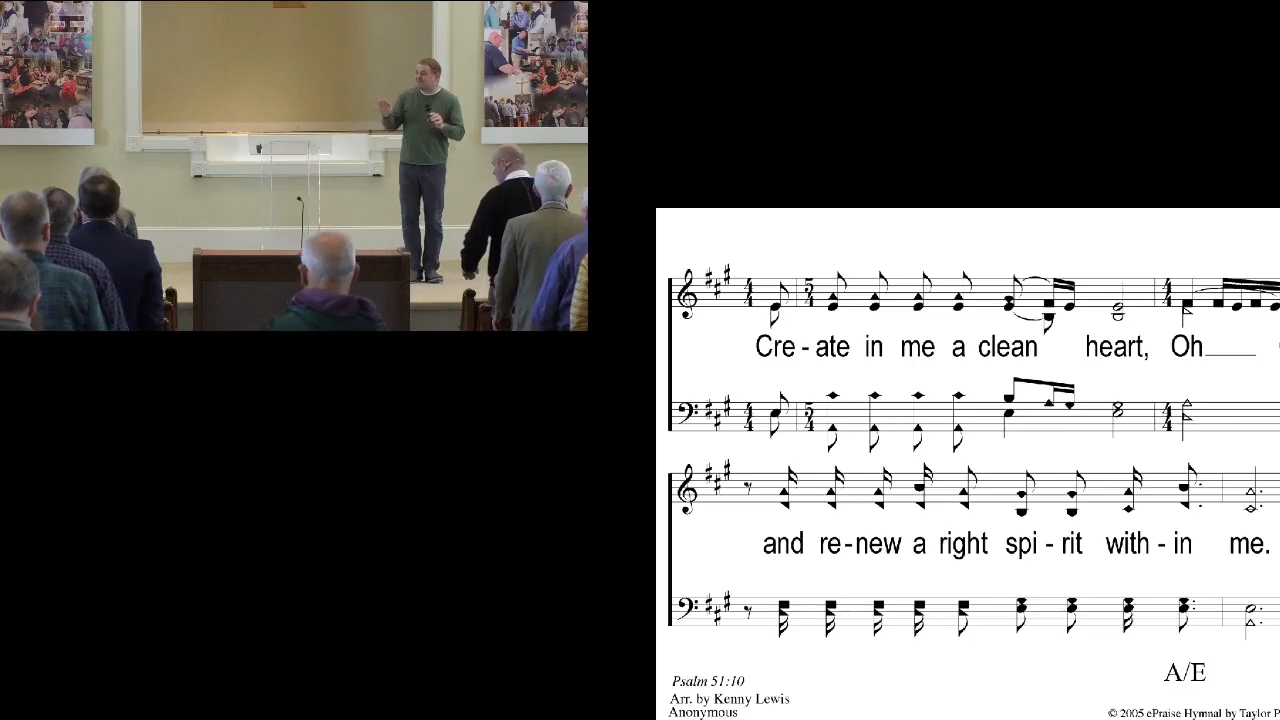 Cre - ate in me a clean heart, Oh
and re - new a right spi - rit with - in me.
A/E
Psalm 51:10
Arr. by Kenny Lewis
Anonymous
© 2005 ePraise Hymnal by Taylor